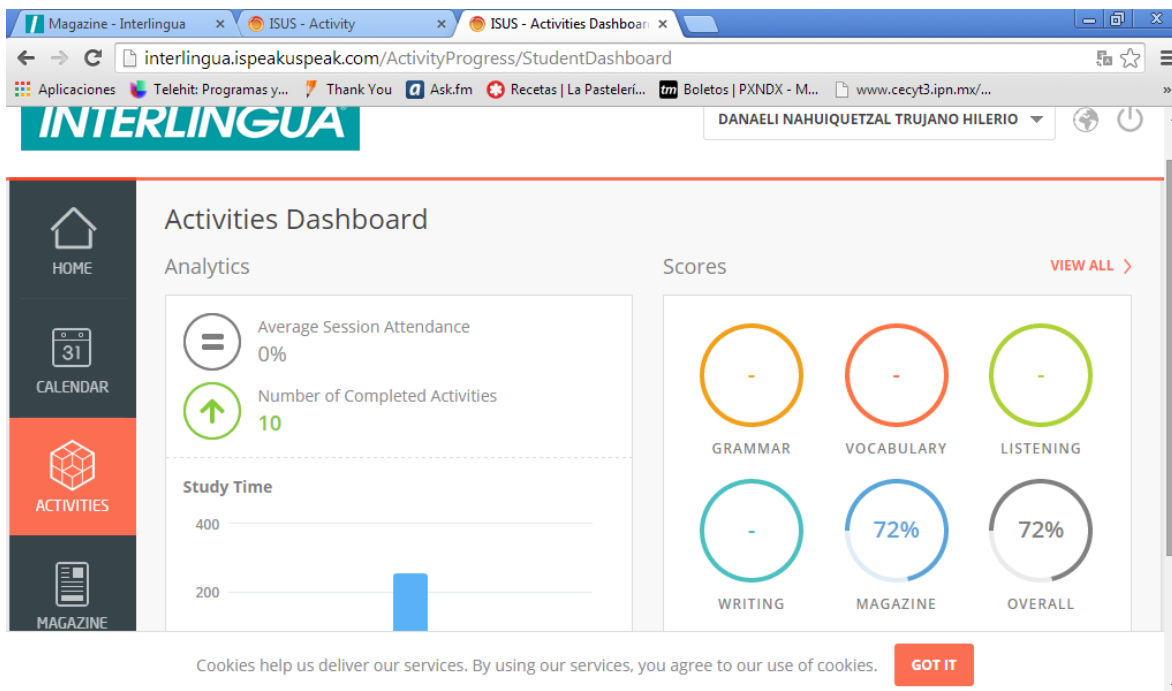 Magazine - Interlingua
ISUS - Activity
ISUS - Activities Dashboar
interlingua.ispeakuspeak.com/ActivityProgress/StudentDashboard
Aplicaciones Telehit: Programas y... Thank You Ask.fm Recetas | La Pastelerí... tm Boletos | PXNDX - M... www.cecyt3.ipn.mx/... »
INTERLINGUA
DANAELI NAHUIQUETZAL TRUJANO HILERIO
HOME
31
CALENDAR
ACTIVITIES
MAGAZINE
Activities Dashboard
Analytics
Average Session Attendance
0%
Number of Completed Activities
10
Study Time
400
200
Scores
VIEW ALL
-
GRAMMAR
-
VOCABULARY
-
LISTENING
-
WRITING
72%
MAGAZINE
72%
OVERALL
Cookies help us deliver our services. By using our services, you agree to our use of cookies.
GOT IT